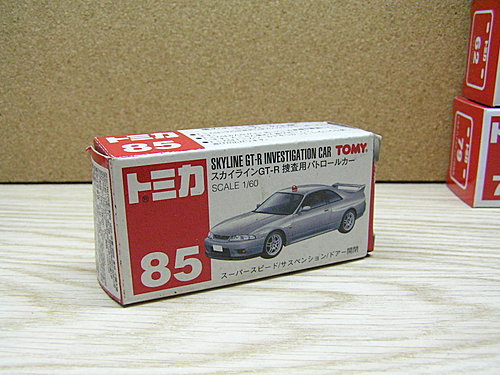 トミカ
85
トミカ
85
SKYLINE GT-R INVESTIGATION CAR TOMY
スカイラインGT-R 捜査用パトロールカー
SCALE 1/60
スーパースピード/サスペンション/ドアー開閉
62
79